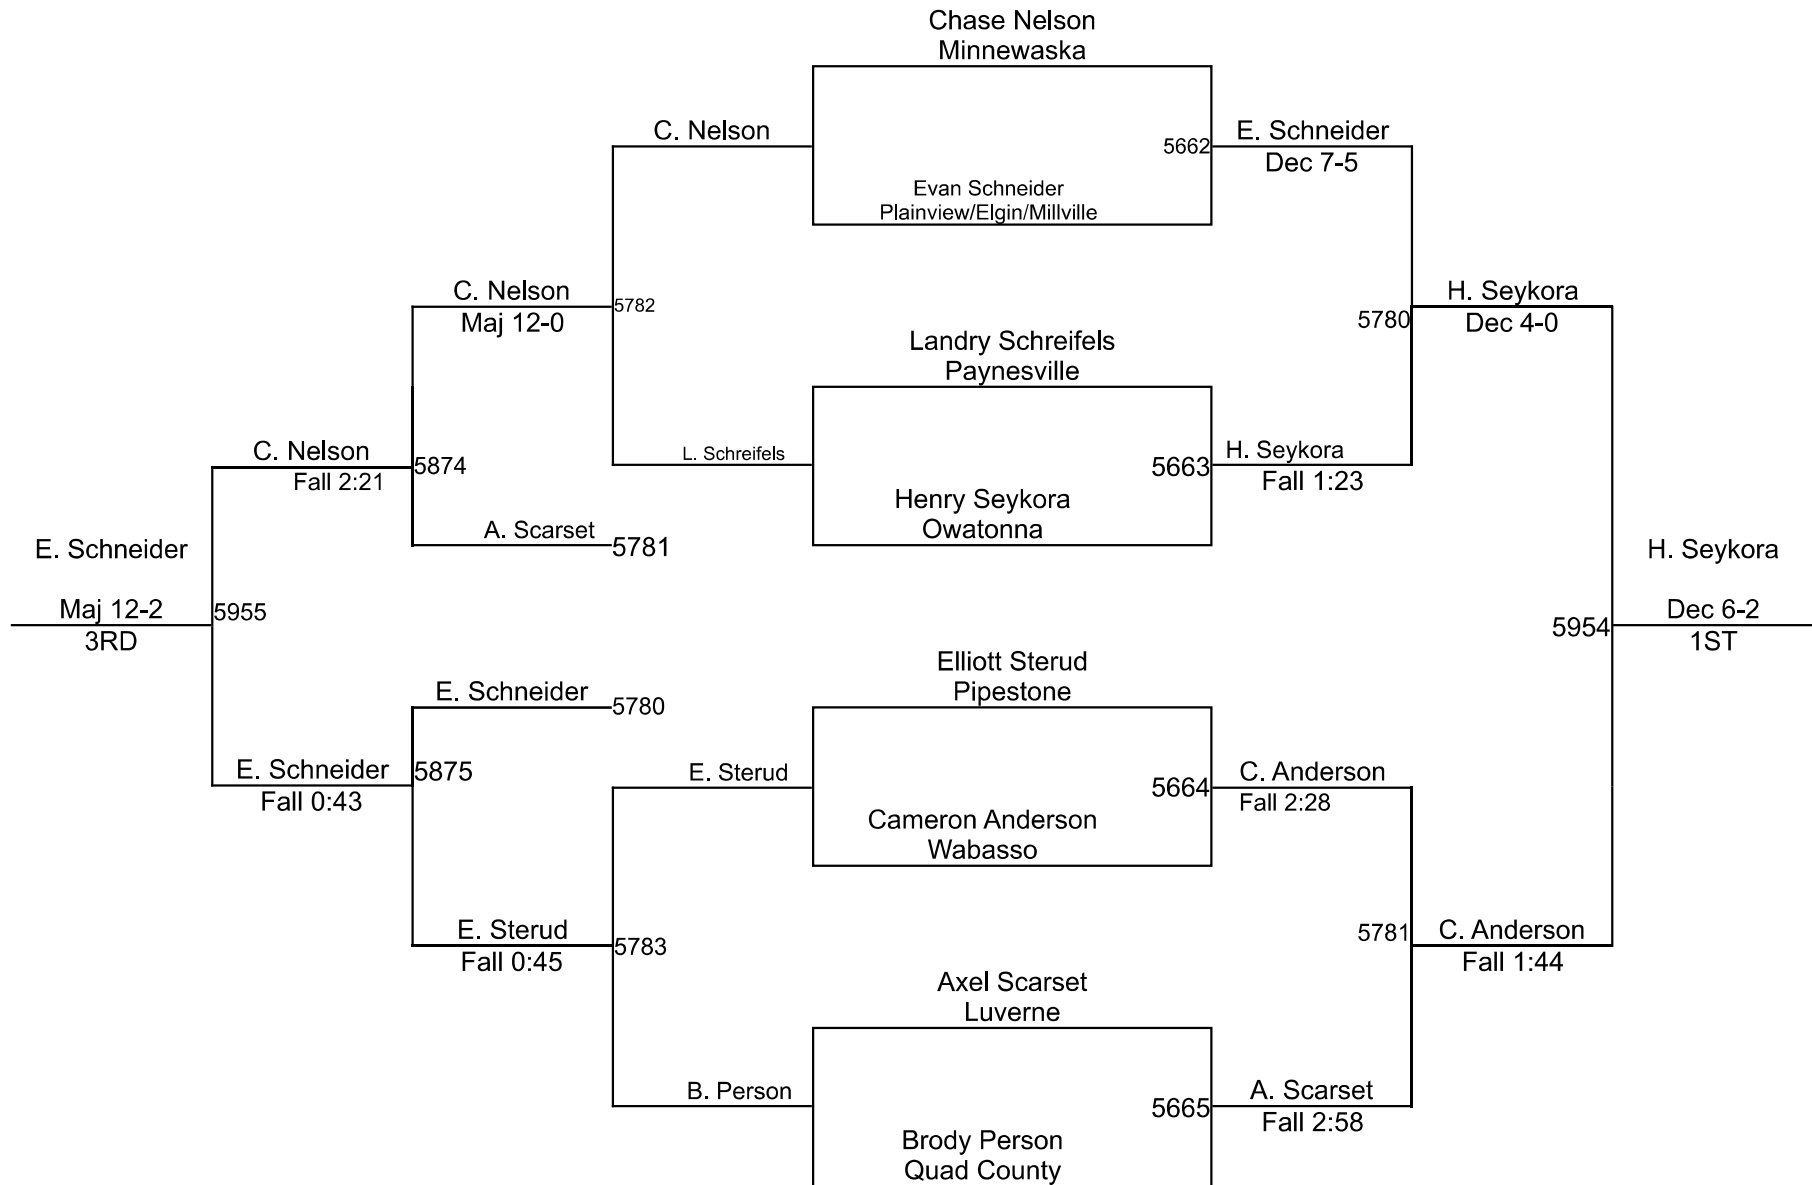 Chase Nelson
Minnewaska
C. Nelson
5662
E. Schneider
Dec 7-5
Evan Schneider
Plainview/Elgin/Millville
C. Nelson
Maj 12-0
5782
5780
H. Seykora
Dec 4-0
Landry Schreifels
Paynesville
C. Nelson
Fall 2:21
5874
L. Schreifels
5663
H. Seykora
Fall 1:23
Henry Seykora
Owatonna
A. Scarset
5781
E. Schneider
Maj 12-2
3RD
5955
H. Seykora
5954
Dec 6-2
1ST
Elliott Sterud
Pipestone
E. Schneider
5780
E. Schneider
Fall 0:43
5875
E. Sterud
5664
C. Anderson
Fall 2:28
Cameron Anderson
Wabasso
E. Sterud
Fall 0:45
5783
5781
C. Anderson
Fall 1:44
Axel Scarset
Luverne
B. Person
5665
A. Scarset
Fall 2:58
Brody Person
Quad County